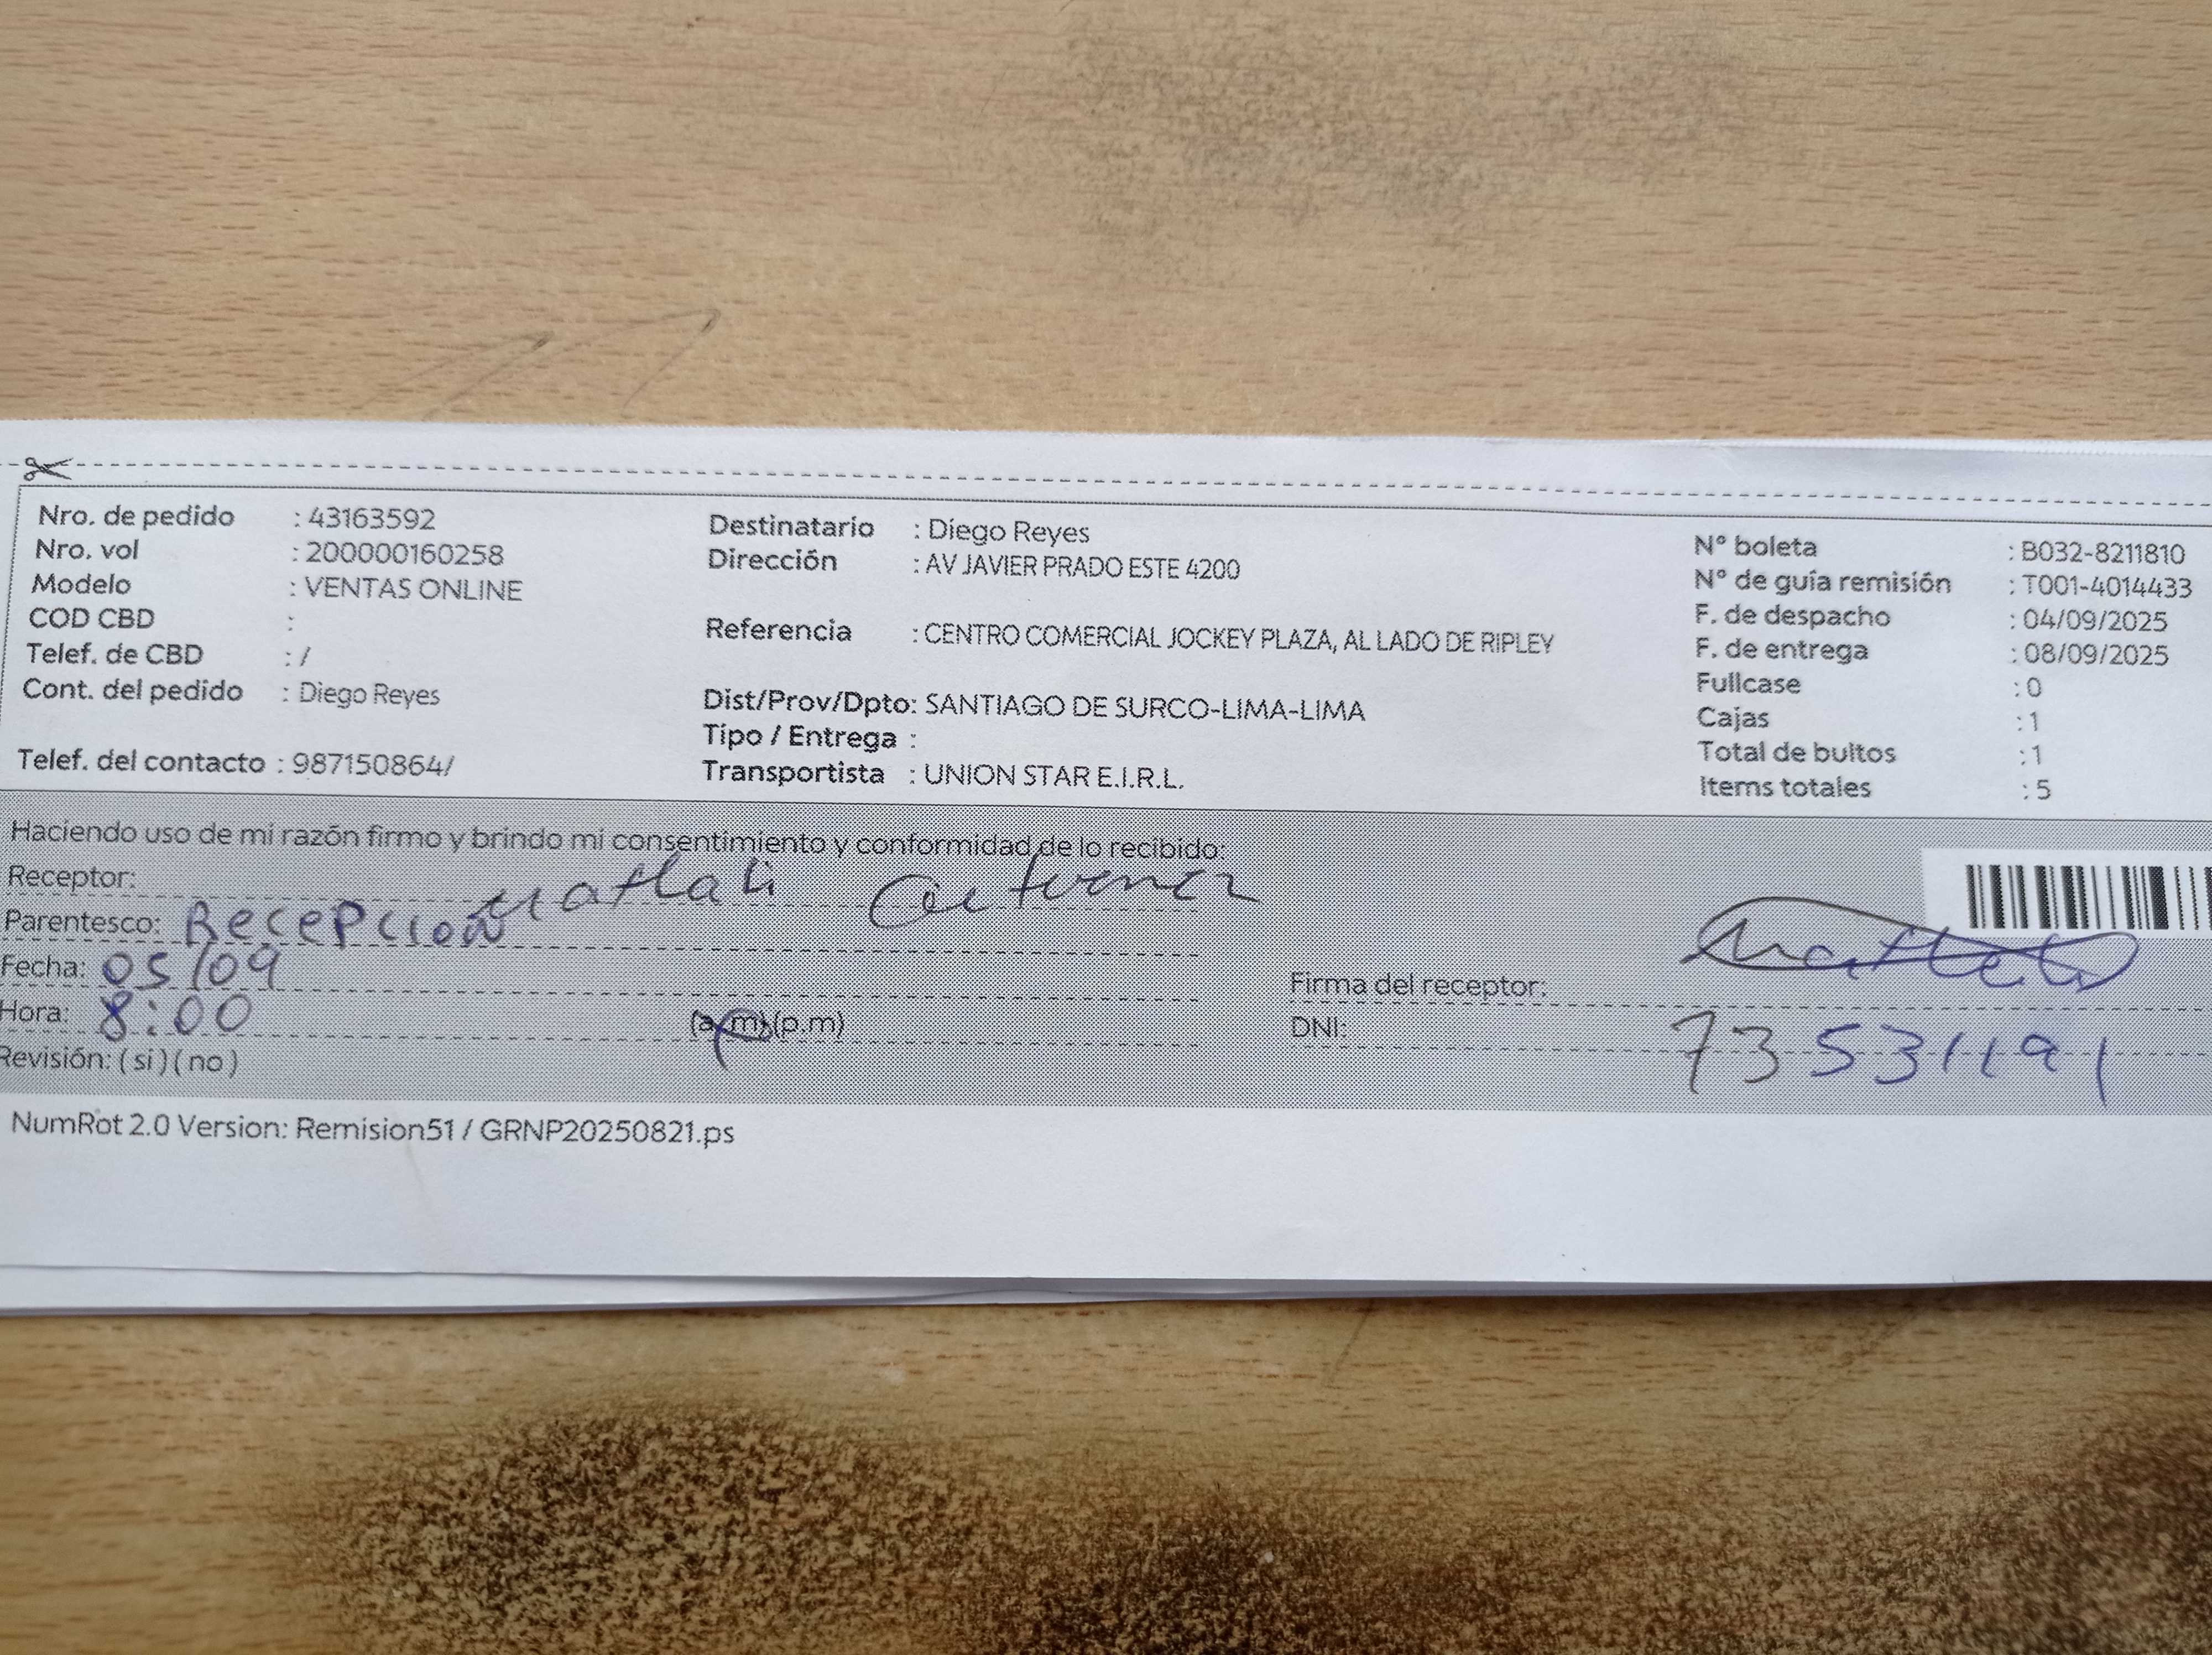 Nro. de pedido : 43163592
Nro. vol : 200000160258
Modelo : VENTAS ONLINE
COD CBD :
Telef. de CBD : /
Cont. del pedido : Diego Reyes
Telef. del contacto : 987150864/
Destinatario : Diego Reyes
Dirección : AV JAVIER PRADO ESTE 4200
Referencia : CENTRO COMERCIAL JOCKEY PLAZA, AL LADO DE RIPLEY
Dist/Prov/Dpto: SANTIAGO DE SURCO-LIMA-LIMA
Tipo / Entrega :
Transportista : UNION STAR E.I.R.L.
N° boleta : B032-8211810
N° de guía remisión : T001-4014433
F. de despacho : 04/09/2025
F. de entrega : 08/09/2025
Fullcase : 0
Cajas : 1
Total de bultos : 1
Items totales : 5
Haciendo uso de mi razón firmo y brindo mi consentimiento y conformidad de lo recibido:
Receptor:
Parentesco: Recepcion
Fecha: 05/09
Hora: 8:00 (a.m)(p.m)
Revisión: (si)(no)
Firma del receptor:
DNI: 73531191
NumRot 2.0 Version: Remision51 / GRNP20250821.ps